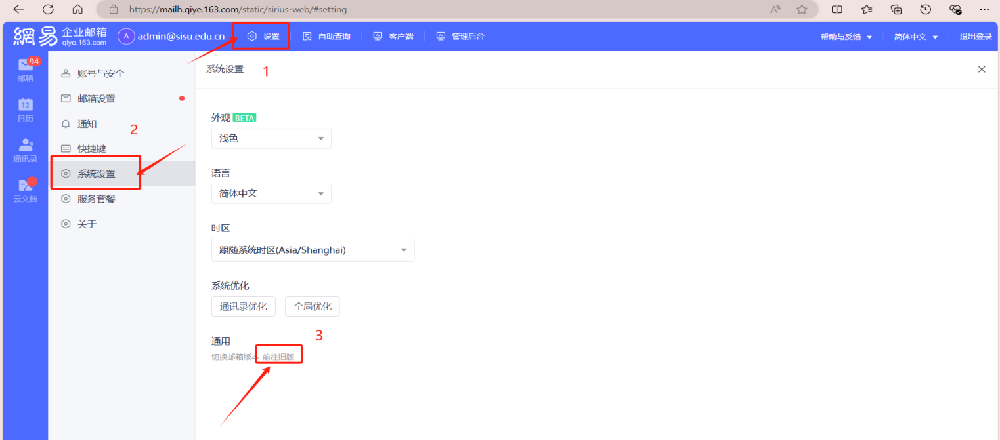 https://mailh.qiye.163.com/static/sirius-web/#setting
網易 企业邮箱 qiye.163.com A admin@sisu.edu.cn 设置 自助查询 客户端 管理后台 帮助与反馈 简体中文 退出登录
94
邮箱
12
日历
通讯录
云文档
账号与安全
邮箱设置
通知
2
快捷键
系统设置
服务套餐
关于
系统设置 1
外观 BETA
浅色
语言
简体中文
时区
跟随系统时区(Asia/Shanghai)
系统优化
通讯录优化 全局优化
3
通用
切换邮箱版本 前往旧版